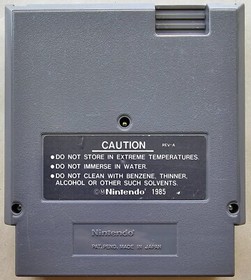 CAUTION
REV-A
●DO NOT STORE IN EXTREME TEMPERATURES.
●DO NOT IMMERSE IN WATER.
●DO NOT CLEAN WITH BENZENE, THINNER,
ALCOHOL OR OTHER SUCH SOLVENTS.
©Ⓜ Nintendo 1985
Nintendo
PAT. PEND. MADE IN JAPAN